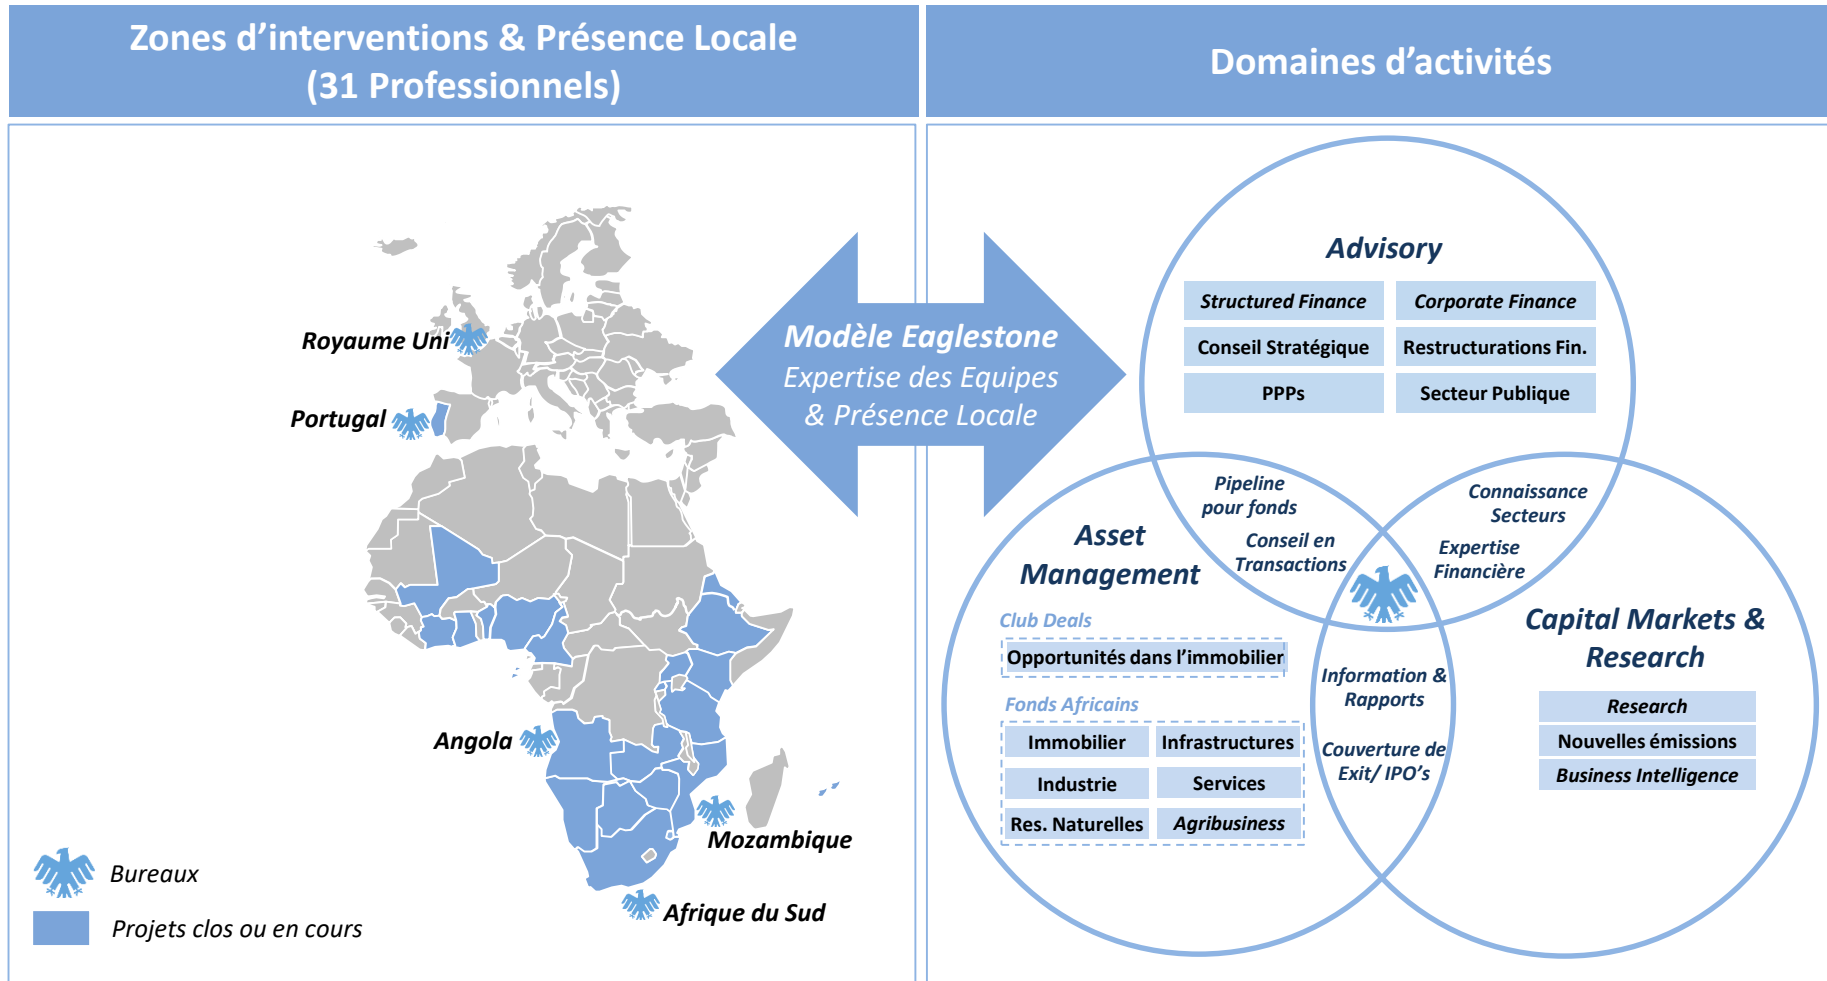 Zones d’interventions & Présence Locale
(31 Professionnels)
Domaines d’activités
Royaume Uni
Portugal
Angola
Mozambique
Afrique du Sud
Bureaux
Projets clos ou en cours
Modèle Eaglestone
Expertise des Equipes
& Présence Locale
Advisory
Structured Finance
Corporate Finance
Conseil Stratégique
Restructurations Fin.
PPPs
Secteur Publique
Pipeline
pour fonds
Conseil en
Transactions
Connaissance
Secteurs
Expertise
Financière
Asset
Management
Club Deals
Opportunités dans l’immobilier
Fonds Africains
Immobilier
Infrastructures
Industrie
Services
Res. Naturelles
Agribusiness
Information &
Rapports
Couverture de
Exit/ IPO’s
Capital Markets &
Research
Research
Nouvelles émissions
Business Intelligence